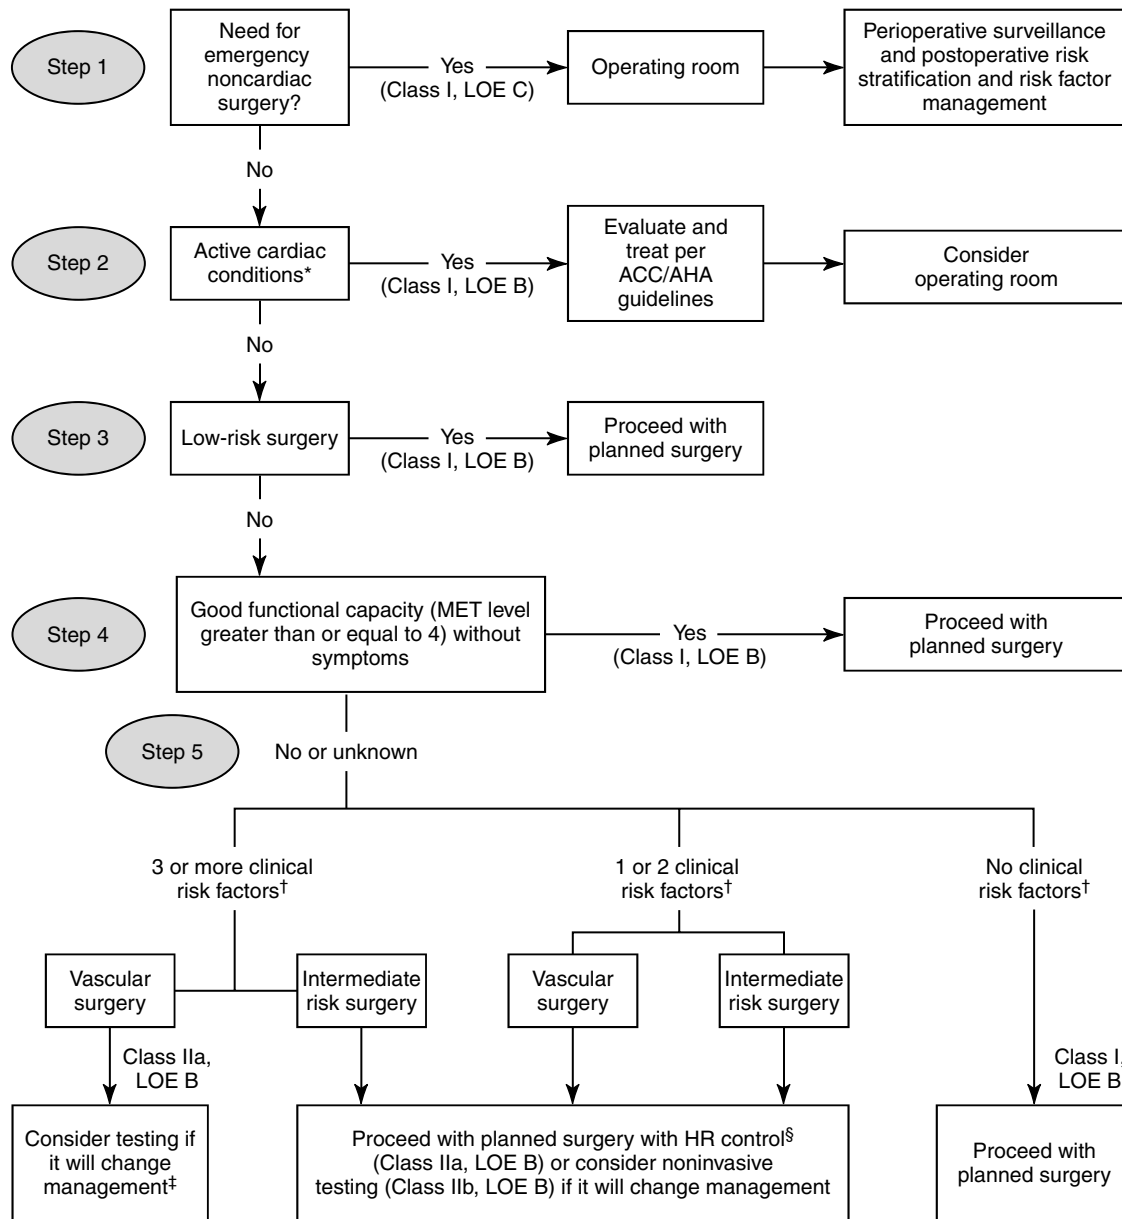 Step 1
Need for
emergency
noncardiac
surgery?
Yes
(Class I, LOE C)
Operating room
Perioperative surveillance
and postoperative risk
stratification and risk factor
management
No
Step 2
Active cardiac
conditions*
Yes
(Class I, LOE B)
Evaluate and
treat per
ACC/AHA
guidelines
Consider
operating room
No
Step 3
Low-risk surgery
Yes
(Class I, LOE B)
Proceed with
planned surgery
No
Step 4
Good functional capacity (MET level
greater than or equal to 4) without
symptoms
Yes
(Class I, LOE B)
Proceed with
planned surgery
Step 5
No or unknown
3 or more clinical
risk factors†
1 or 2 clinical
risk factors†
No clinical
risk factors†
Vascular
surgery
Intermediate
risk surgery
Vascular
surgery
Intermediate
risk surgery
Class IIa,
LOE B
Class I,
LOE B
Consider testing if
it will change
management‡
Proceed with planned surgery with HR control§
(Class IIa, LOE B) or consider noninvasive
testing (Class IIb, LOE B) if it will change management
Proceed with
planned surgery